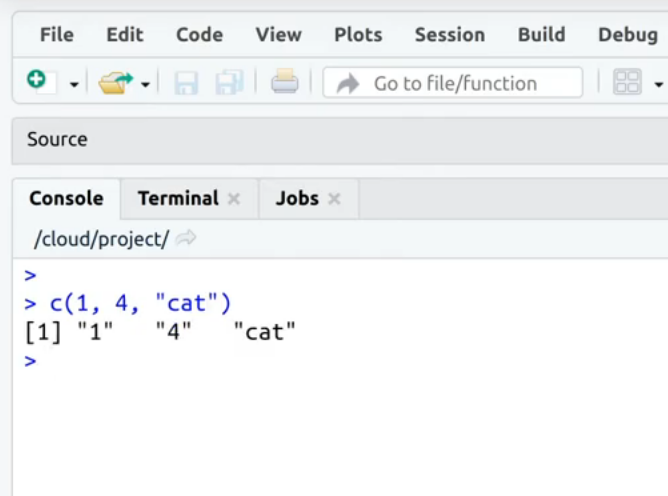 File Edit Code View Plots Session Build Debug
Go to file/function
Source
Console Terminal Jobs
/cloud/project/
>
> c(1, 4, "cat")
[1] "1"   "4"   "cat"
>